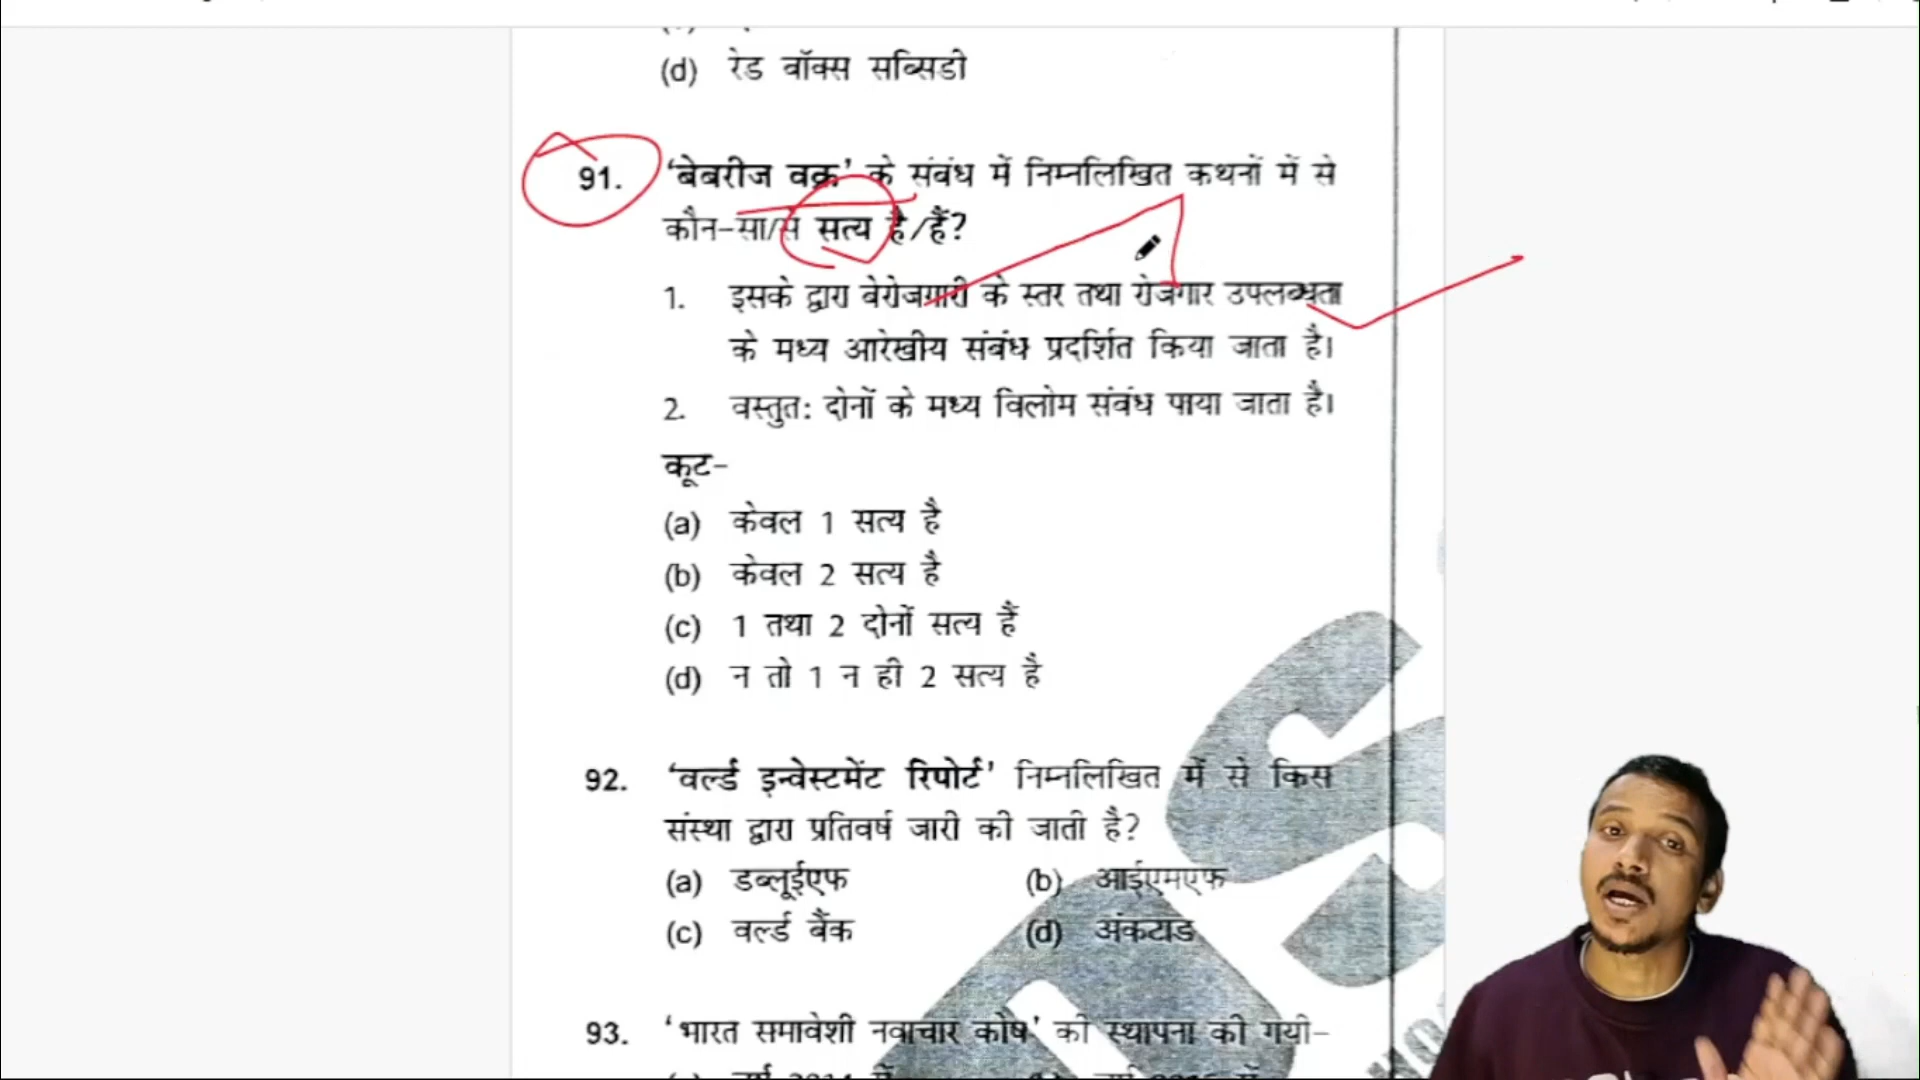 (d) रेड बॉक्स सब्सिडी
91. 'बेबरीज वक्र' के संबंध में निम्नलिखित कथनों में से
कौन-सा/से सत्य है/हैं?
1. इसके द्वारा बेरोजगारी के स्तर तथा रोजगार उपलब्धता
के मध्य आरेखीय संबंध प्रदर्शित किया जाता है।
2. वस्तुत: दोनों के मध्य विलोम संबंध पाया जाता है।
कूट-
(a) केवल 1 सत्य है
(b) केवल 2 सत्य है
(c) 1 तथा 2 दोनों सत्य हैं
(d) न तो 1 न ही 2 सत्य है
92. 'वर्ल्ड इन्वेस्टमेंट रिपोर्ट' निम्नलिखित में से किस
संस्था द्वारा प्रतिवर्ष जारी की जाती है?
(a) डब्लूईएफ (b) आईएमएफ
(c) वर्ल्ड बैंक (d) अंकटाड
93. 'भारत समावेशी नवाचार कोष' की स्थापना की गयी-